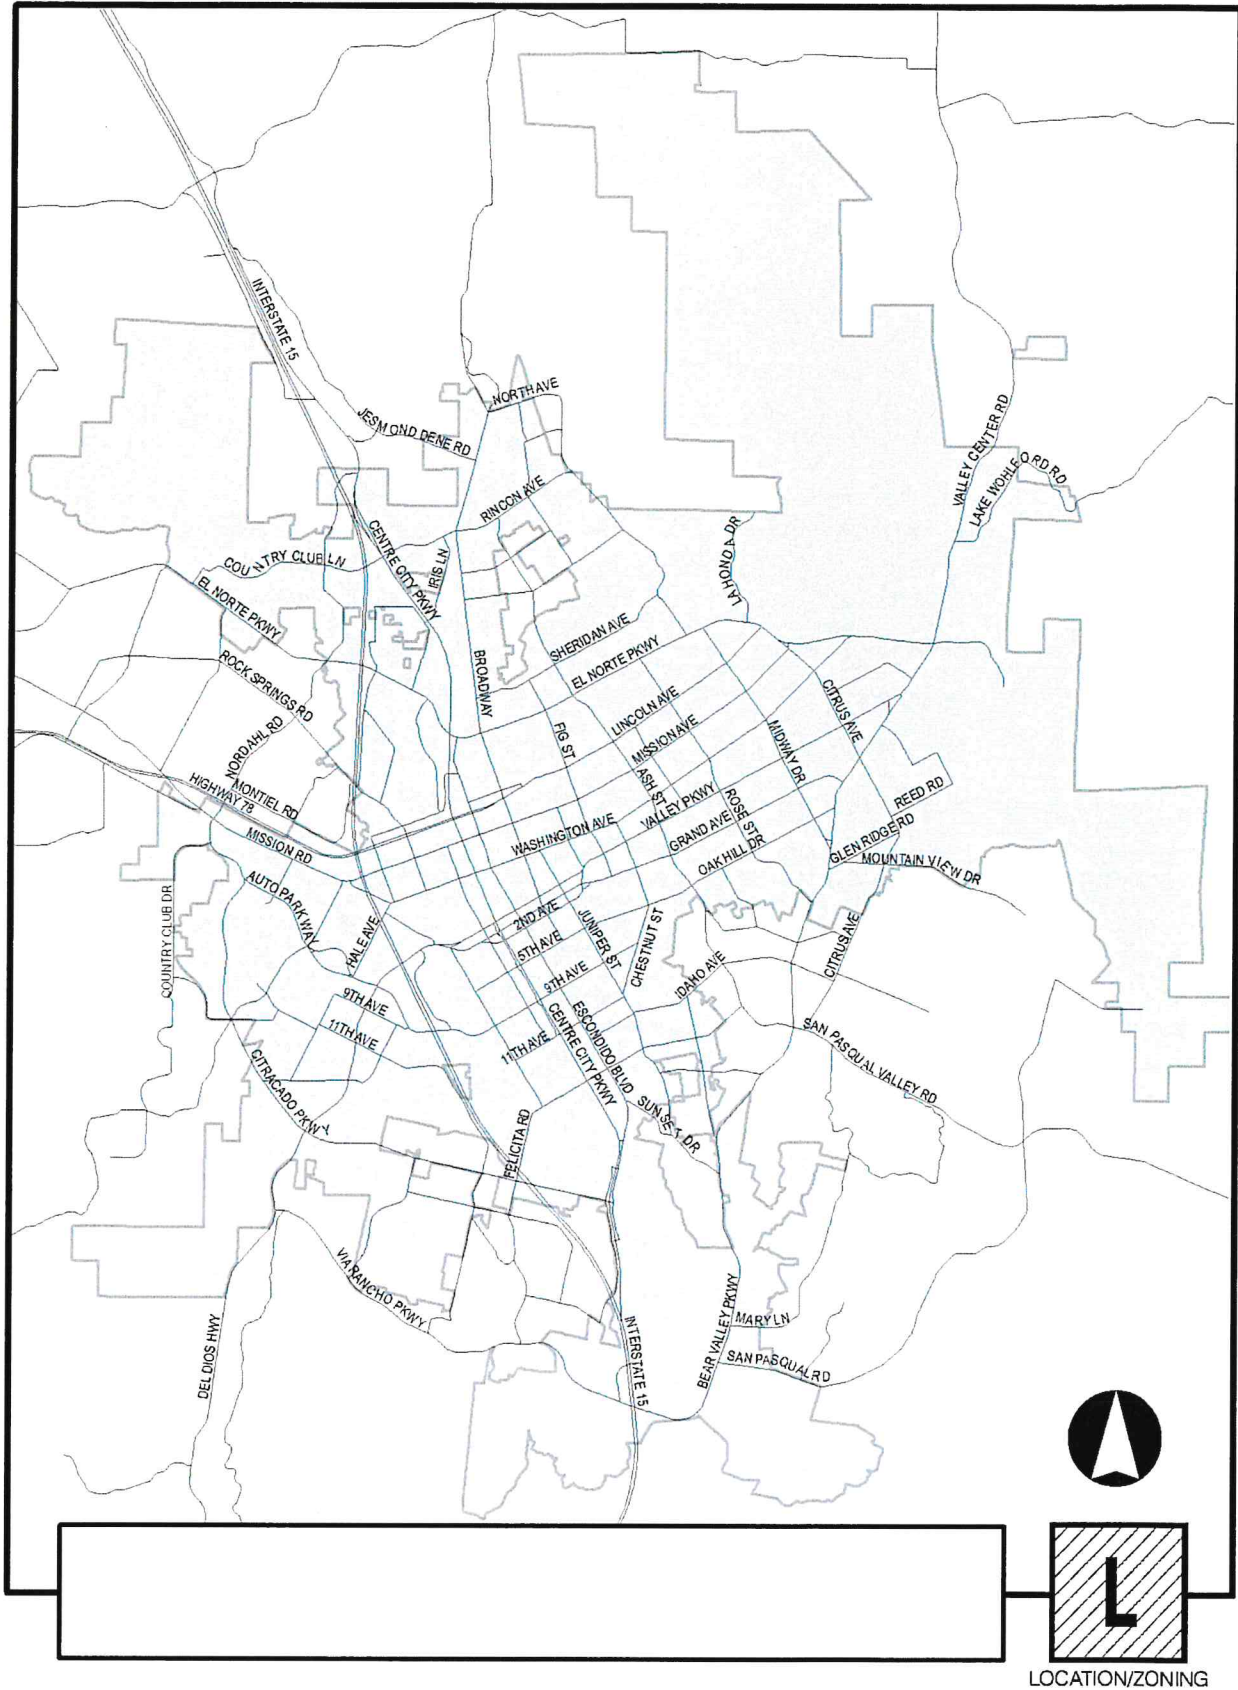 INTERSTATE 15
NORTH AVE
JESMOND DENE RD
VALLEY CENTER RD
LAKE WOHLFORD RD
RINCON AVE
CENTRE CITY PKWY
LA HONDA DR
COUNTRY CLUB LN
IRIS LN
EL NORTE PKWY
SHERIDAN AVE
BROADWAY
EL NORTE PKWY
ROCK SPRINGS RD
CITRUS AVE
LINCOLN AVE
NORDAHL RD
FIG ST
MISSION AVE
MIDWAY DR
HIGHWAY 78
MONTIEL RD
ASH ST
VALLEY PKWY
ROSE ST
REED RD
MISSION RD
WASHINGTON AVE
GRAND AVE
GLEN RIDGE RD
OAK HILL DR
MOUNTAIN VIEW DR
AUTO PARK WAY
COUNTRY CLUB DR
HALE AVE
2ND AVE
JUNIPER ST
5TH AVE
CHESTNUT ST
CITRUS AVE
9TH AVE
IDAHO AVE
9TH AVE
11TH AVE
ESCONDIDO BLVD
CENTRE CITY PKWY
11TH AVE
SAN PASQUAL VALLEY RD
CITRACADO PKWY
SUNSET DR
FELICITA RD
VIA RANCHO PKWY
BEAR VALLEY PKWY
MARY LN
DEL DIOS HWY
INTERSTATE 15
SAN PASQUAL RD
L
LOCATION/ZONING